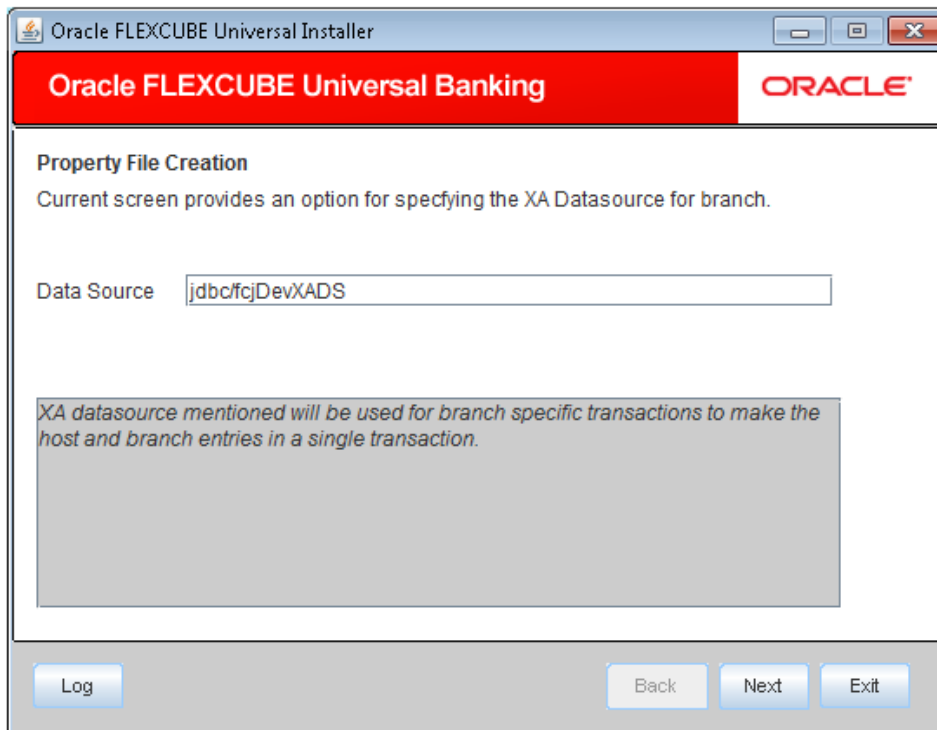 Oracle FLEXCUBE Universal Installer
Oracle FLEXCUBE Universal Banking
ORACLE
Property File Creation
Current screen provides an option for specfying the XA Datasource for branch.
Data Source jdbc/fcjDevXADS
XA datasource mentioned will be used for branch specific transactions to make the
host and branch entries in a single transaction.
Log Back Next Exit